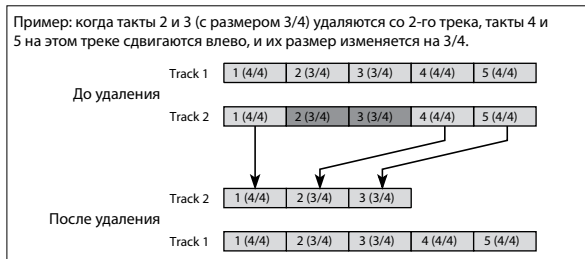 Пример: когда такты 2 и 3 (с размером 3/4) удаляются со 2-го трека, такты 4 и
5 на этом треке сдвигаются влево, и их размер изменяется на 3/4.
Track 1 1 (4/4) 2 (3/4) 3 (3/4) 4 (4/4) 5 (4/4)
До удаления
Track 2 1 (4/4) 2 (3/4) 3 (3/4) 4 (4/4) 5 (4/4)
Track 2 1 (4/4) 2 (3/4) 3 (3/4)
После удаления
Track 1 1 (4/4) 2 (3/4) 3 (3/4) 4 (4/4) 5 (4/4)